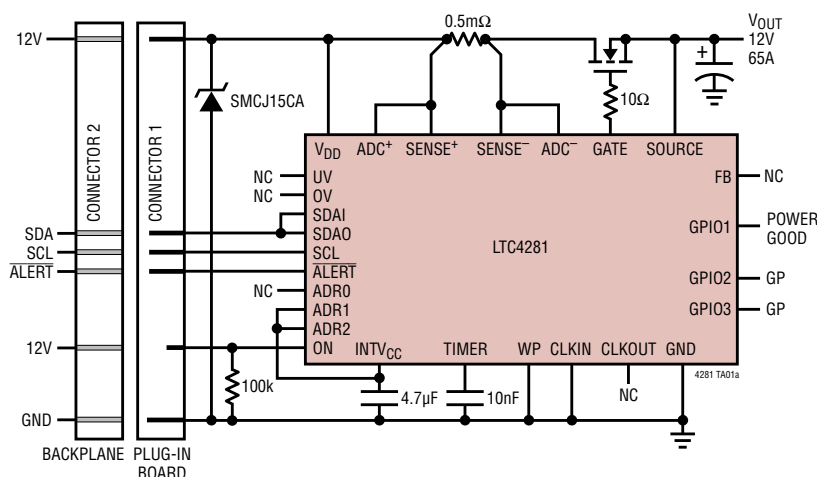 0.5mΩ
VOUT
12V
65A
+
12V
CONNECTOR 2
CONNECTOR 1
SMCJ15CA
10Ω
VDD
ADC+
SENSE+
SENSE–
ADC–
GATE
SOURCE
NC
UV
NC
OV
FB
NC
SDAI
SDA
SDAO
GPIO1
POWER
GOOD
SCL
SCL
LTC4281
ALERT
ALERT
NC
ADR0
GPIO2
GP
ADR1
ADR2
GPIO3
GP
12V
ON
INTVCC
TIMER
WP
CLKIN
CLKOUT
GND
4281 TA01a
100k
4.7µF
10nF
NC
GND
BACKPLANE
PLUG-IN
BOARD